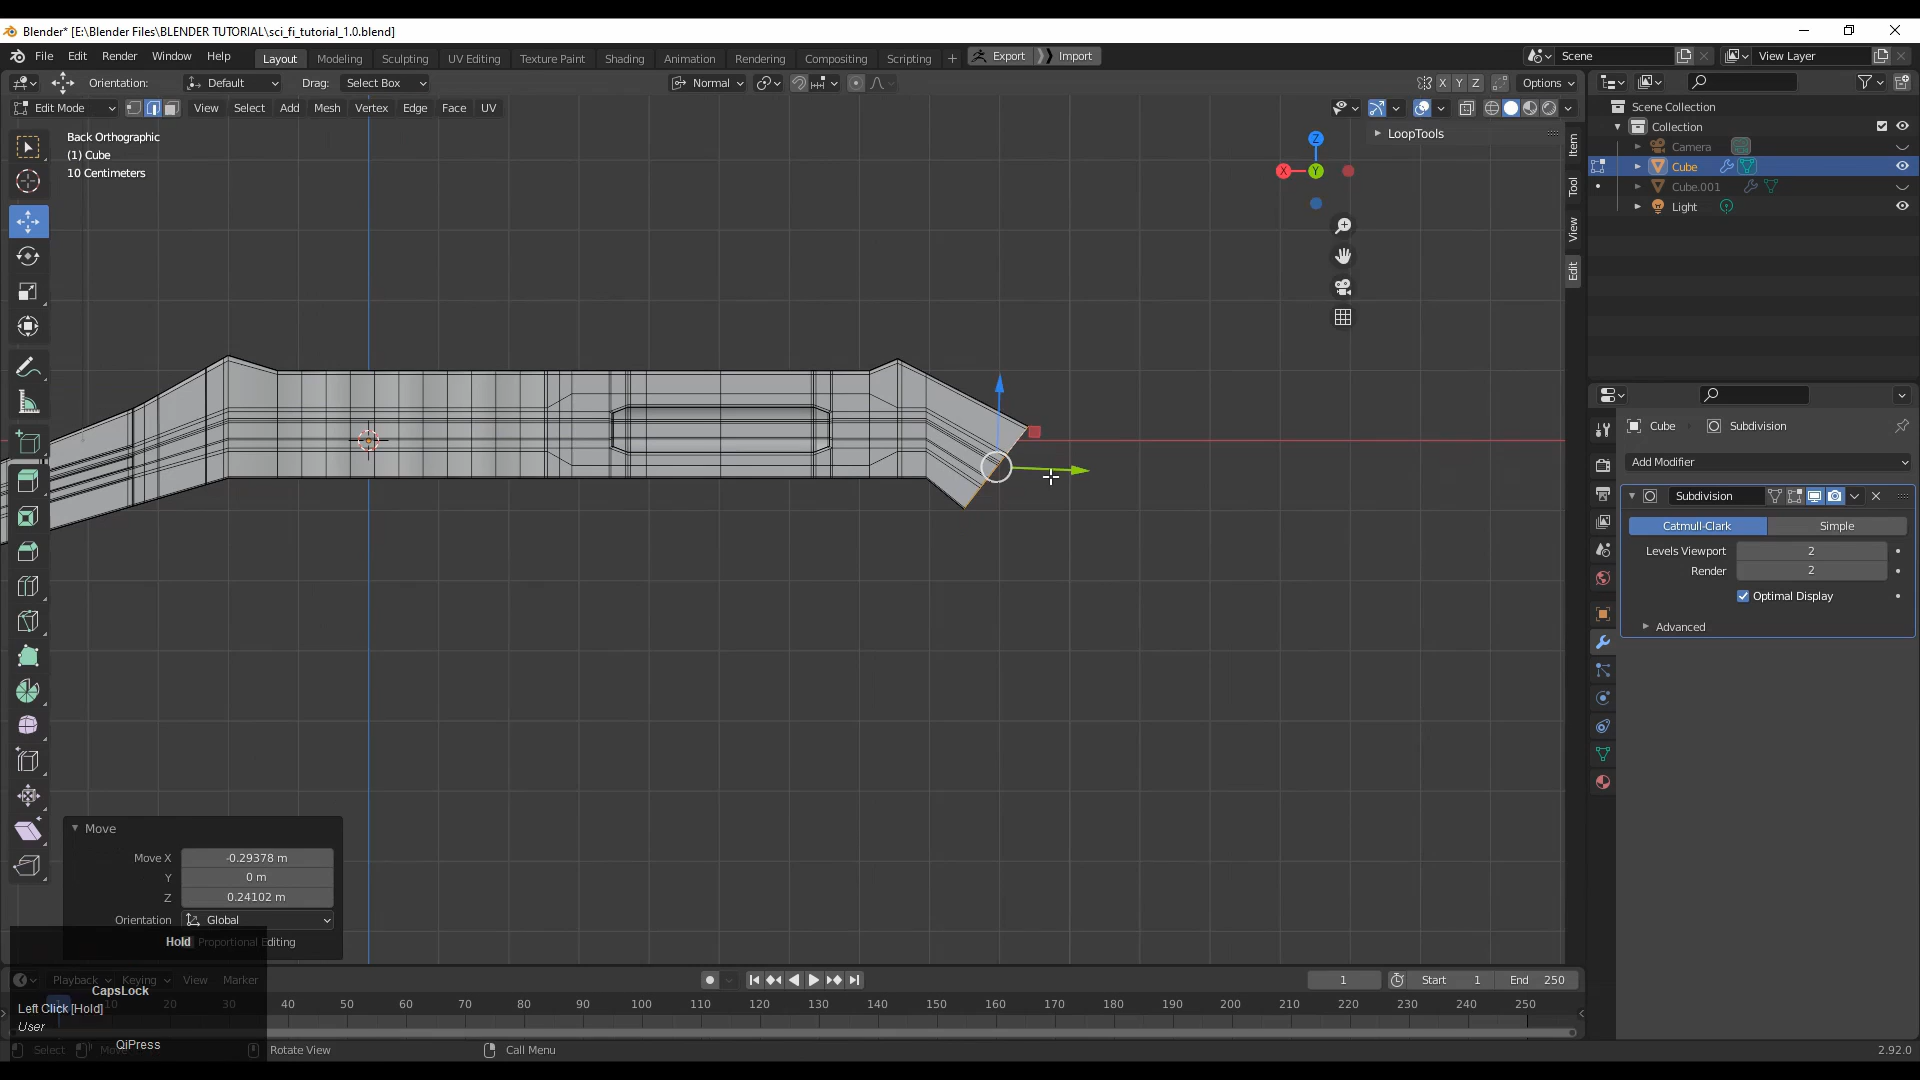 Blender* [E:\Blender Files\BLENDER TUTORIAL\sci_fi_tutorial_1.0.blend]
File Edit Render Window Help Layout Modeling Sculpting UV Editing Texture Paint Shading Animation Rendering Compositing Scripting + Export Import Scene View Layer
Orientation: Default Drag: Select Box Normal X Y Z Options
Edit Mode View Select Add Mesh Vertex Edge Face UV
Back Orthographic
(1) Cube
10 Centimeters
Z
X Y
LoopTools
Item
Tool
View
Edit
Scene Collection
Collection
Camera
Cube
Cube.001
Light
Cube Subdivision
Add Modifier
Subdivision
Catmull-Clark Simple
Levels Viewport 2
Render 2
Optimal Display
Advanced
Move
Move X -0.29378 m
Y 0 m
Z 0.24102 m
Orientation Global
Hold Proportional Editing
Playback Keying View Marker 1 Start 1 End 250
CapsLock
10 20 30 40 50 60 70 80 90 100 110 120 130 140 150 160 170 180 190 200 210 220 230 240 250
Left Click [Hold]
User
QiPress
Select Move Rotate View Call Menu 2.92.0